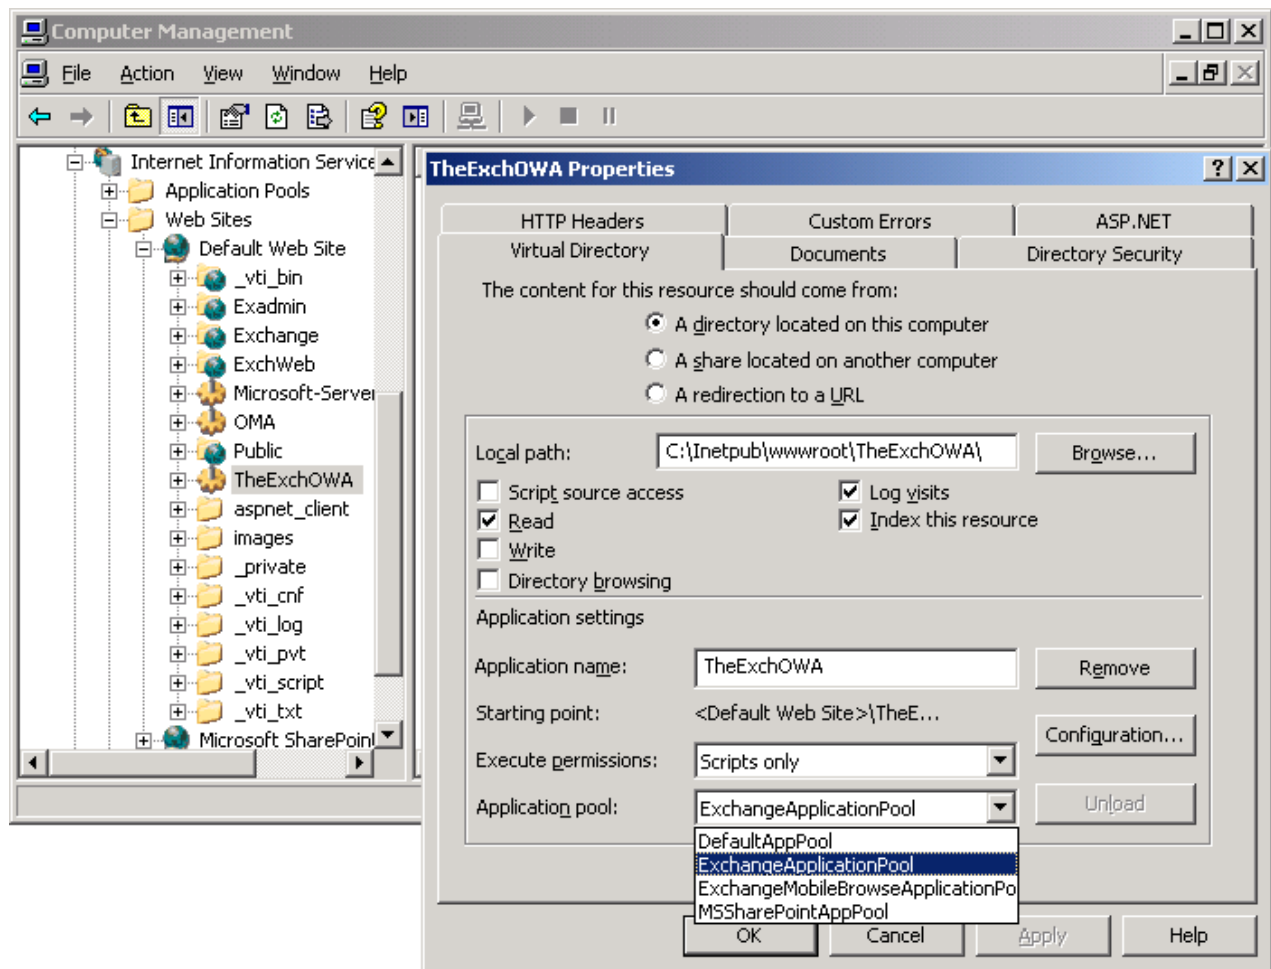 Computer Management
File Action View Window Help
Internet Information Service
Application Pools
Web Sites
Default Web Site
_vti_bin
Exadmin
Exchange
ExchWeb
Microsoft-Server
OMA
Public
TheExchOWA
aspnet_client
images
_private
_vti_cnf
_vti_log
_vti_pvt
_vti_script
_vti_txt
Microsoft SharePoint
TheExchOWA Properties
HTTP Headers Custom Errors ASP.NET
Virtual Directory Documents Directory Security
The content for this resource should come from:
A directory located on this computer
A share located on another computer
A redirection to a URL
Local path: C:\Inetpub\wwwroot\TheExchOWA\ Browse...
Script source access Log visits
Read Index this resource
Write
Directory browsing
Application settings
Application name: TheExchOWA Remove
Starting point: <Default Web Site>\TheE...
Configuration...
Execute permissions: Scripts only
Application pool: ExchangeApplicationPool Unload
DefaultAppPool
ExchangeApplicationPool
ExchangeMobileBrowseApplicationPo
MSSharePointAppPool
OK Cancel Apply Help